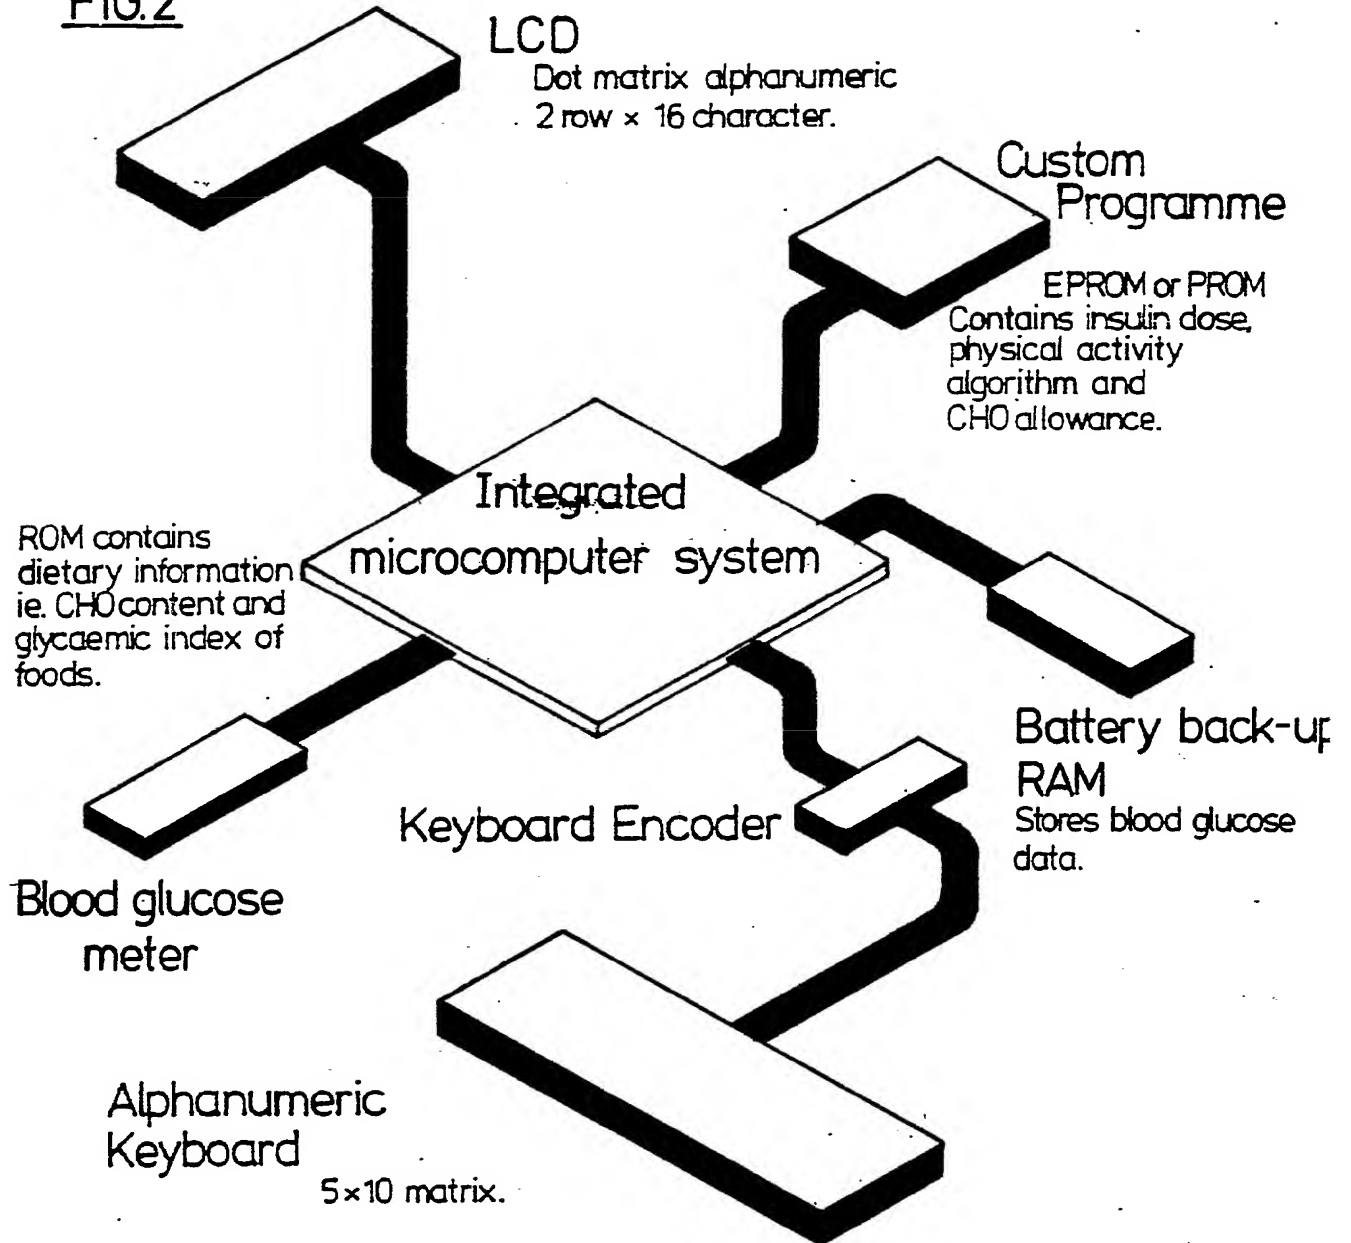 FIG.2
LCD
Dot matrix alphanumeric
2 row × 16 character.
Custom
Programme
EPROM or PROM
Contains insulin dose,
physical activity
algorithm and
CHO allowance.
Integrated
microcomputer system
ROM contains
dietary information
ie. CHO content and
glycaemic index of
foods.
Battery back-up
RAM
Stores blood glucose
data.
Keyboard Encoder
Blood glucose
meter
Alphanumeric
Keyboard
5×10 matrix.